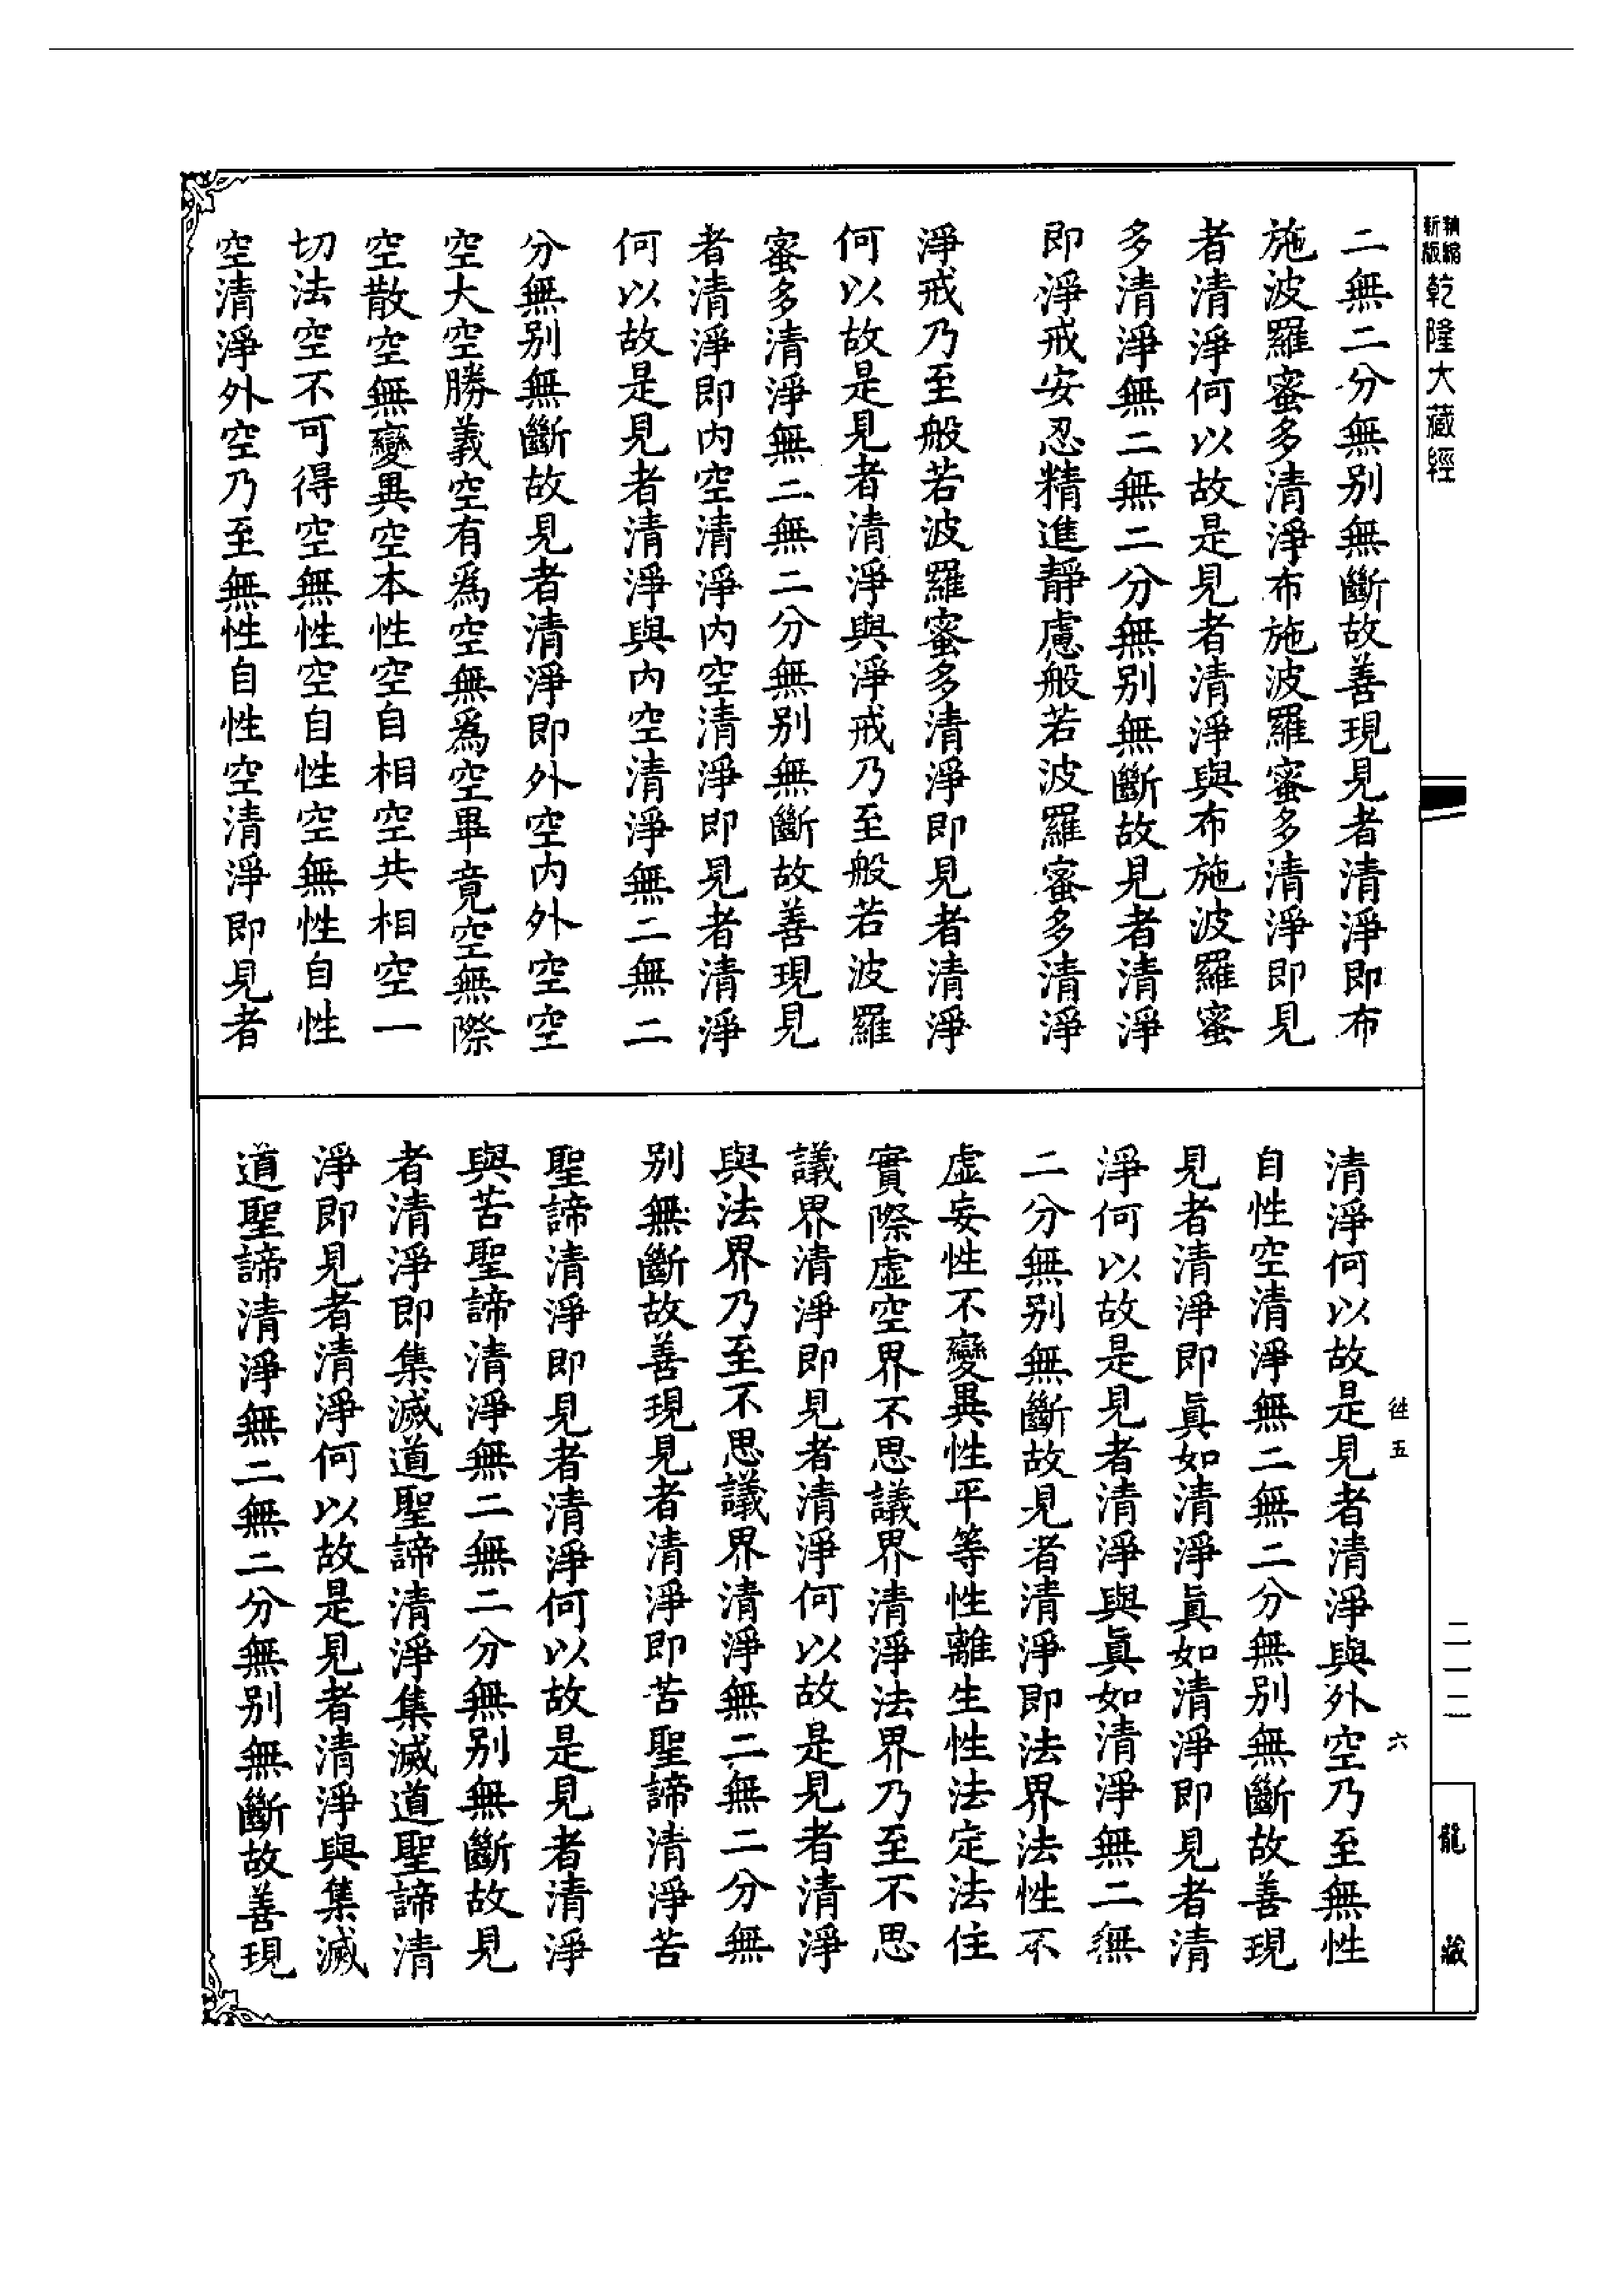 二無二分無别無斷故善現見者清淨即布
施波羅蜜多清淨布施波羅蜜多清淨即見
者清淨何以故是見者清淨與布施波羅蜜
多清淨無二無二分無别無斷故見者清淨
即淨戒安忍精進靜慮般若波羅蜜多清淨
淨戒乃至般若波羅蜜多清淨即見者清淨
何以故是見者清淨與淨戒乃至般若波羅
蜜多清淨無二無二分無别無斷故善現見
者清淨即内空清淨内空清淨即見者清淨
何以故是見者清淨與内空清淨無二無二
分無别無斷故見者清淨即外空内外空空
空大空勝義空有爲空無爲空畢竟空無際
空散空無變異空本性空自相空共相空一
切法空不可得空無性空自性空無性自性
空清淨外空乃至無性自性空清淨即見者
清淨何以故是見者清淨與外空乃至無性
自性空清淨無二無二分無别無斷故善現
見者清淨即眞如清淨眞如清淨即見者清
淨何以故是見者清淨與眞如清淨無二無
二分無别無斷故見者清淨即法界法性不
虚妄性不變異性平等性離生性法定法住
實際虚空界不思議界清淨法界乃至不思
議界清淨即見者清淨何以故是見者清淨
與法界乃至不思議界清淨無二無二分無
别無斷故善現見者清淨即苦聖諦清淨苦
聖諦清淨即見者清淨何以故是見者清淨
與苦聖諦清淨無二無二分無别無斷故見
者清淨即集滅道聖諦清淨集滅道聖諦清
淨即見者清淨何以故是見者清淨與集滅
道聖諦清淨無二無二分無别無斷故善現
新版
乾隆大藏經
五
六
二一二
龍藏